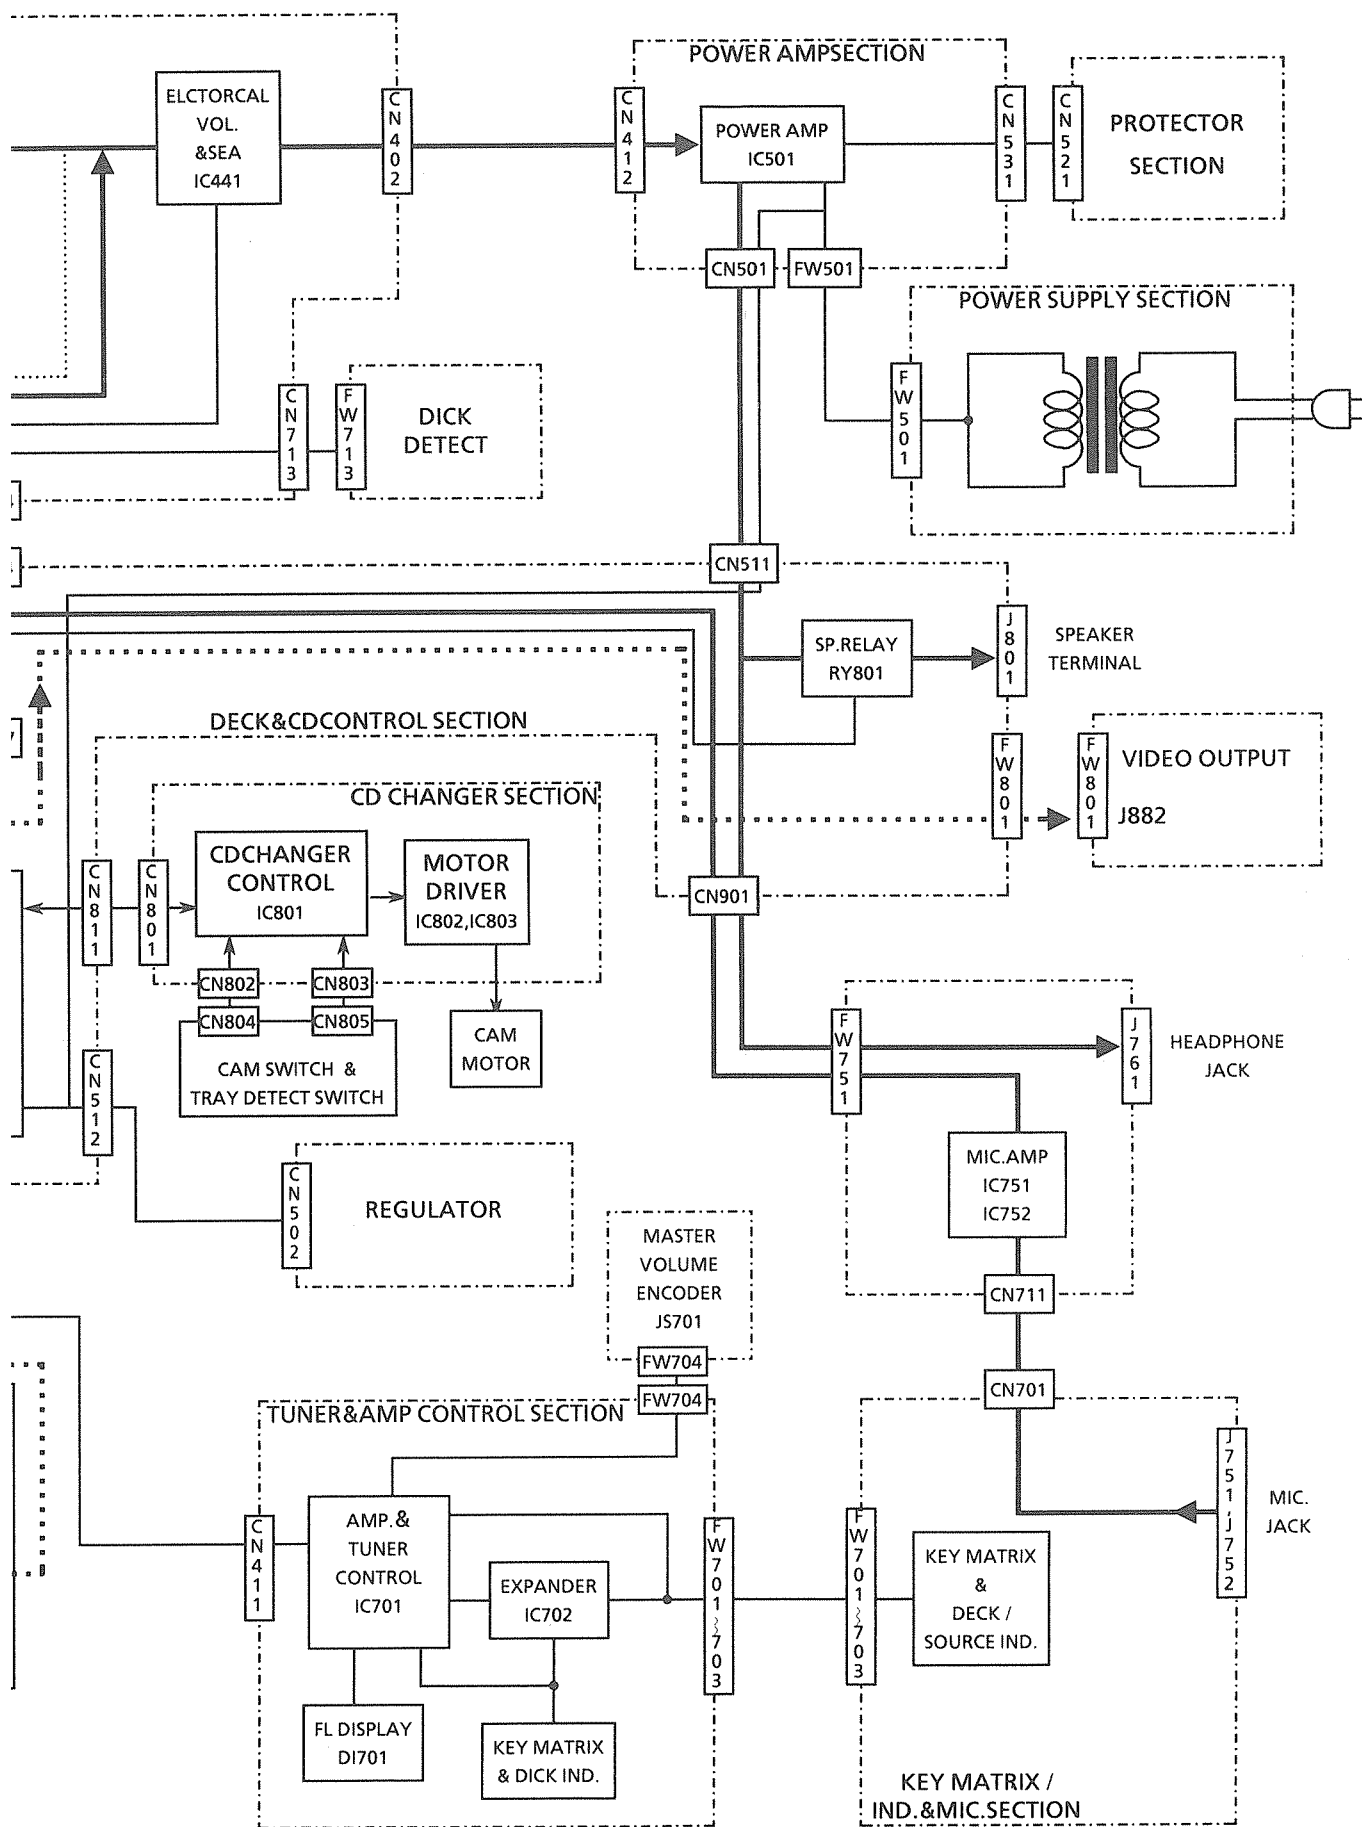 POWER AMPSECTION
ELCTORCAL
VOL.
&SEA
IC441
CN402
CN412
POWER AMP
IC501
CN531
CN521
PROTECTOR
SECTION
CN501
FW501
POWER SUPPLY SECTION
FW501
CN713
FW713
DICK
DETECT
CN511
SP.RELAY
RY801
J801
SPEAKER
TERMINAL
DECK&CDCONTROL SECTION
FW801
FW801
VIDEO OUTPUT
J882
CD CHANGER SECTION
CN811
CN801
CDCHANGER
CONTROL
IC801
MOTOR
DRIVER
IC802,IC803
CN901
CN802
CN803
CN804
CN805
CAM SWITCH &
TRAY DETECT SWITCH
CAM
MOTOR
CN512
FW751
J761
HEADPHONE
JACK
MIC.AMP
IC751
IC752
CN502
REGULATOR
MASTER
VOLUME
ENCODER
JS701
CN711
FW704
FW704
CN701
TUNER&AMP CONTROL SECTION
J751,J752
MIC.
JACK
CN411
AMP.&
TUNER
CONTROL
IC701
EXPANDER
IC702
FW701~703
FW701~703
KEY MATRIX
&
DECK /
SOURCE IND.
FL DISPLAY
DI701
KEY MATRIX
& DICK IND.
KEY MATRIX /
IND.&MIC.SECTION